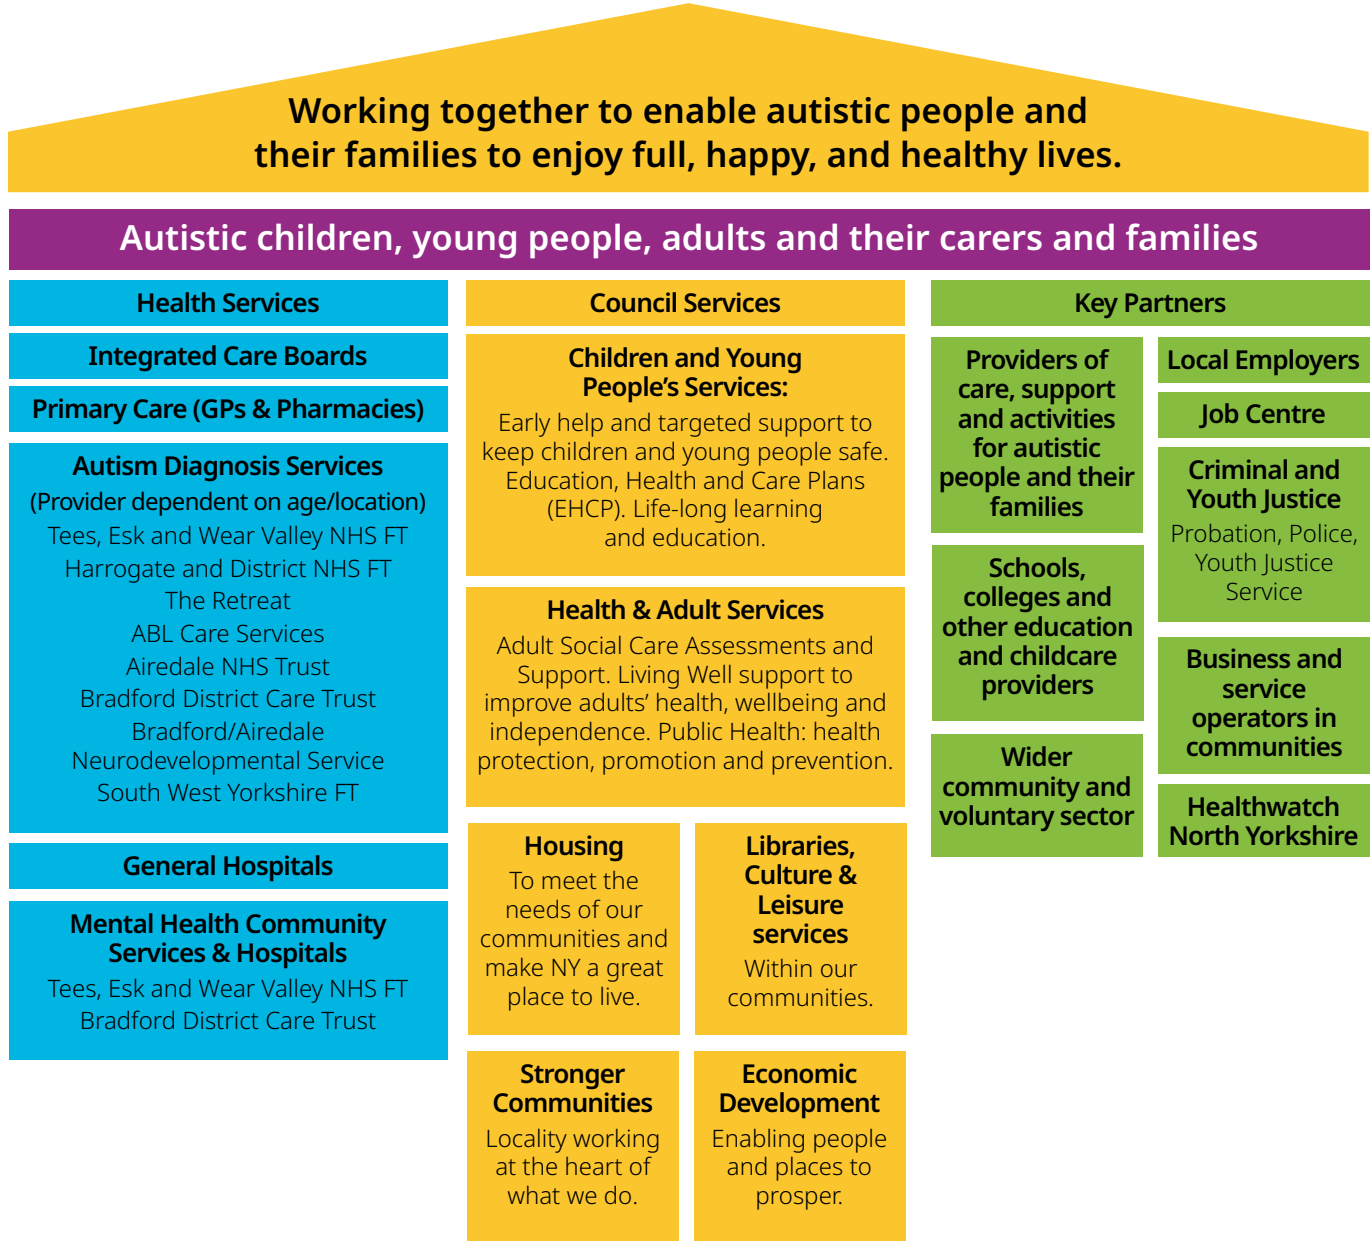 Working together to enable autistic people and
their families to enjoy full, happy, and healthy lives.
Autistic children, young people, adults and their carers and families
Health Services
Integrated Care Boards
Primary Care (GPs & Pharmacies)
Autism Diagnosis Services
(Provider dependent on age/location)
Tees, Esk and Wear Valley NHS FT
Harrogate and District NHS FT
The Retreat
ABL Care Services
Airedale NHS Trust
Bradford District Care Trust
Bradford/Airedale
Neurodevelopmental Service
South West Yorkshire FT
General Hospitals
Mental Health Community
Services & Hospitals
Tees, Esk and Wear Valley NHS FT
Bradford District Care Trust
Council Services
Children and Young
People’s Services:
Early help and targeted support to
keep children and young people safe.
Education, Health and Care Plans
(EHCP). Life-long learning
and education.
Health & Adult Services
Adult Social Care Assessments and
Support. Living Well support to
improve adults’ health, wellbeing and
independence. Public Health: health
protection, promotion and prevention.
Housing
To meet the
needs of our
communities and
make NY a great
place to live.
Libraries,
Culture &
Leisure
services
Within our
communities.
Stronger
Communities
Locality working
at the heart of
what we do.
Economic
Development
Enabling people
and places to
prosper.
Key Partners
Providers of
care, support
and activities
for autistic
people and their
families
Schools,
colleges and
other education
and childcare
providers
Wider
community and
voluntary sector
Local Employers
Job Centre
Criminal and
Youth Justice
Probation, Police,
Youth Justice
Service
Business and
service
operators in
communities
Healthwatch
North Yorkshire